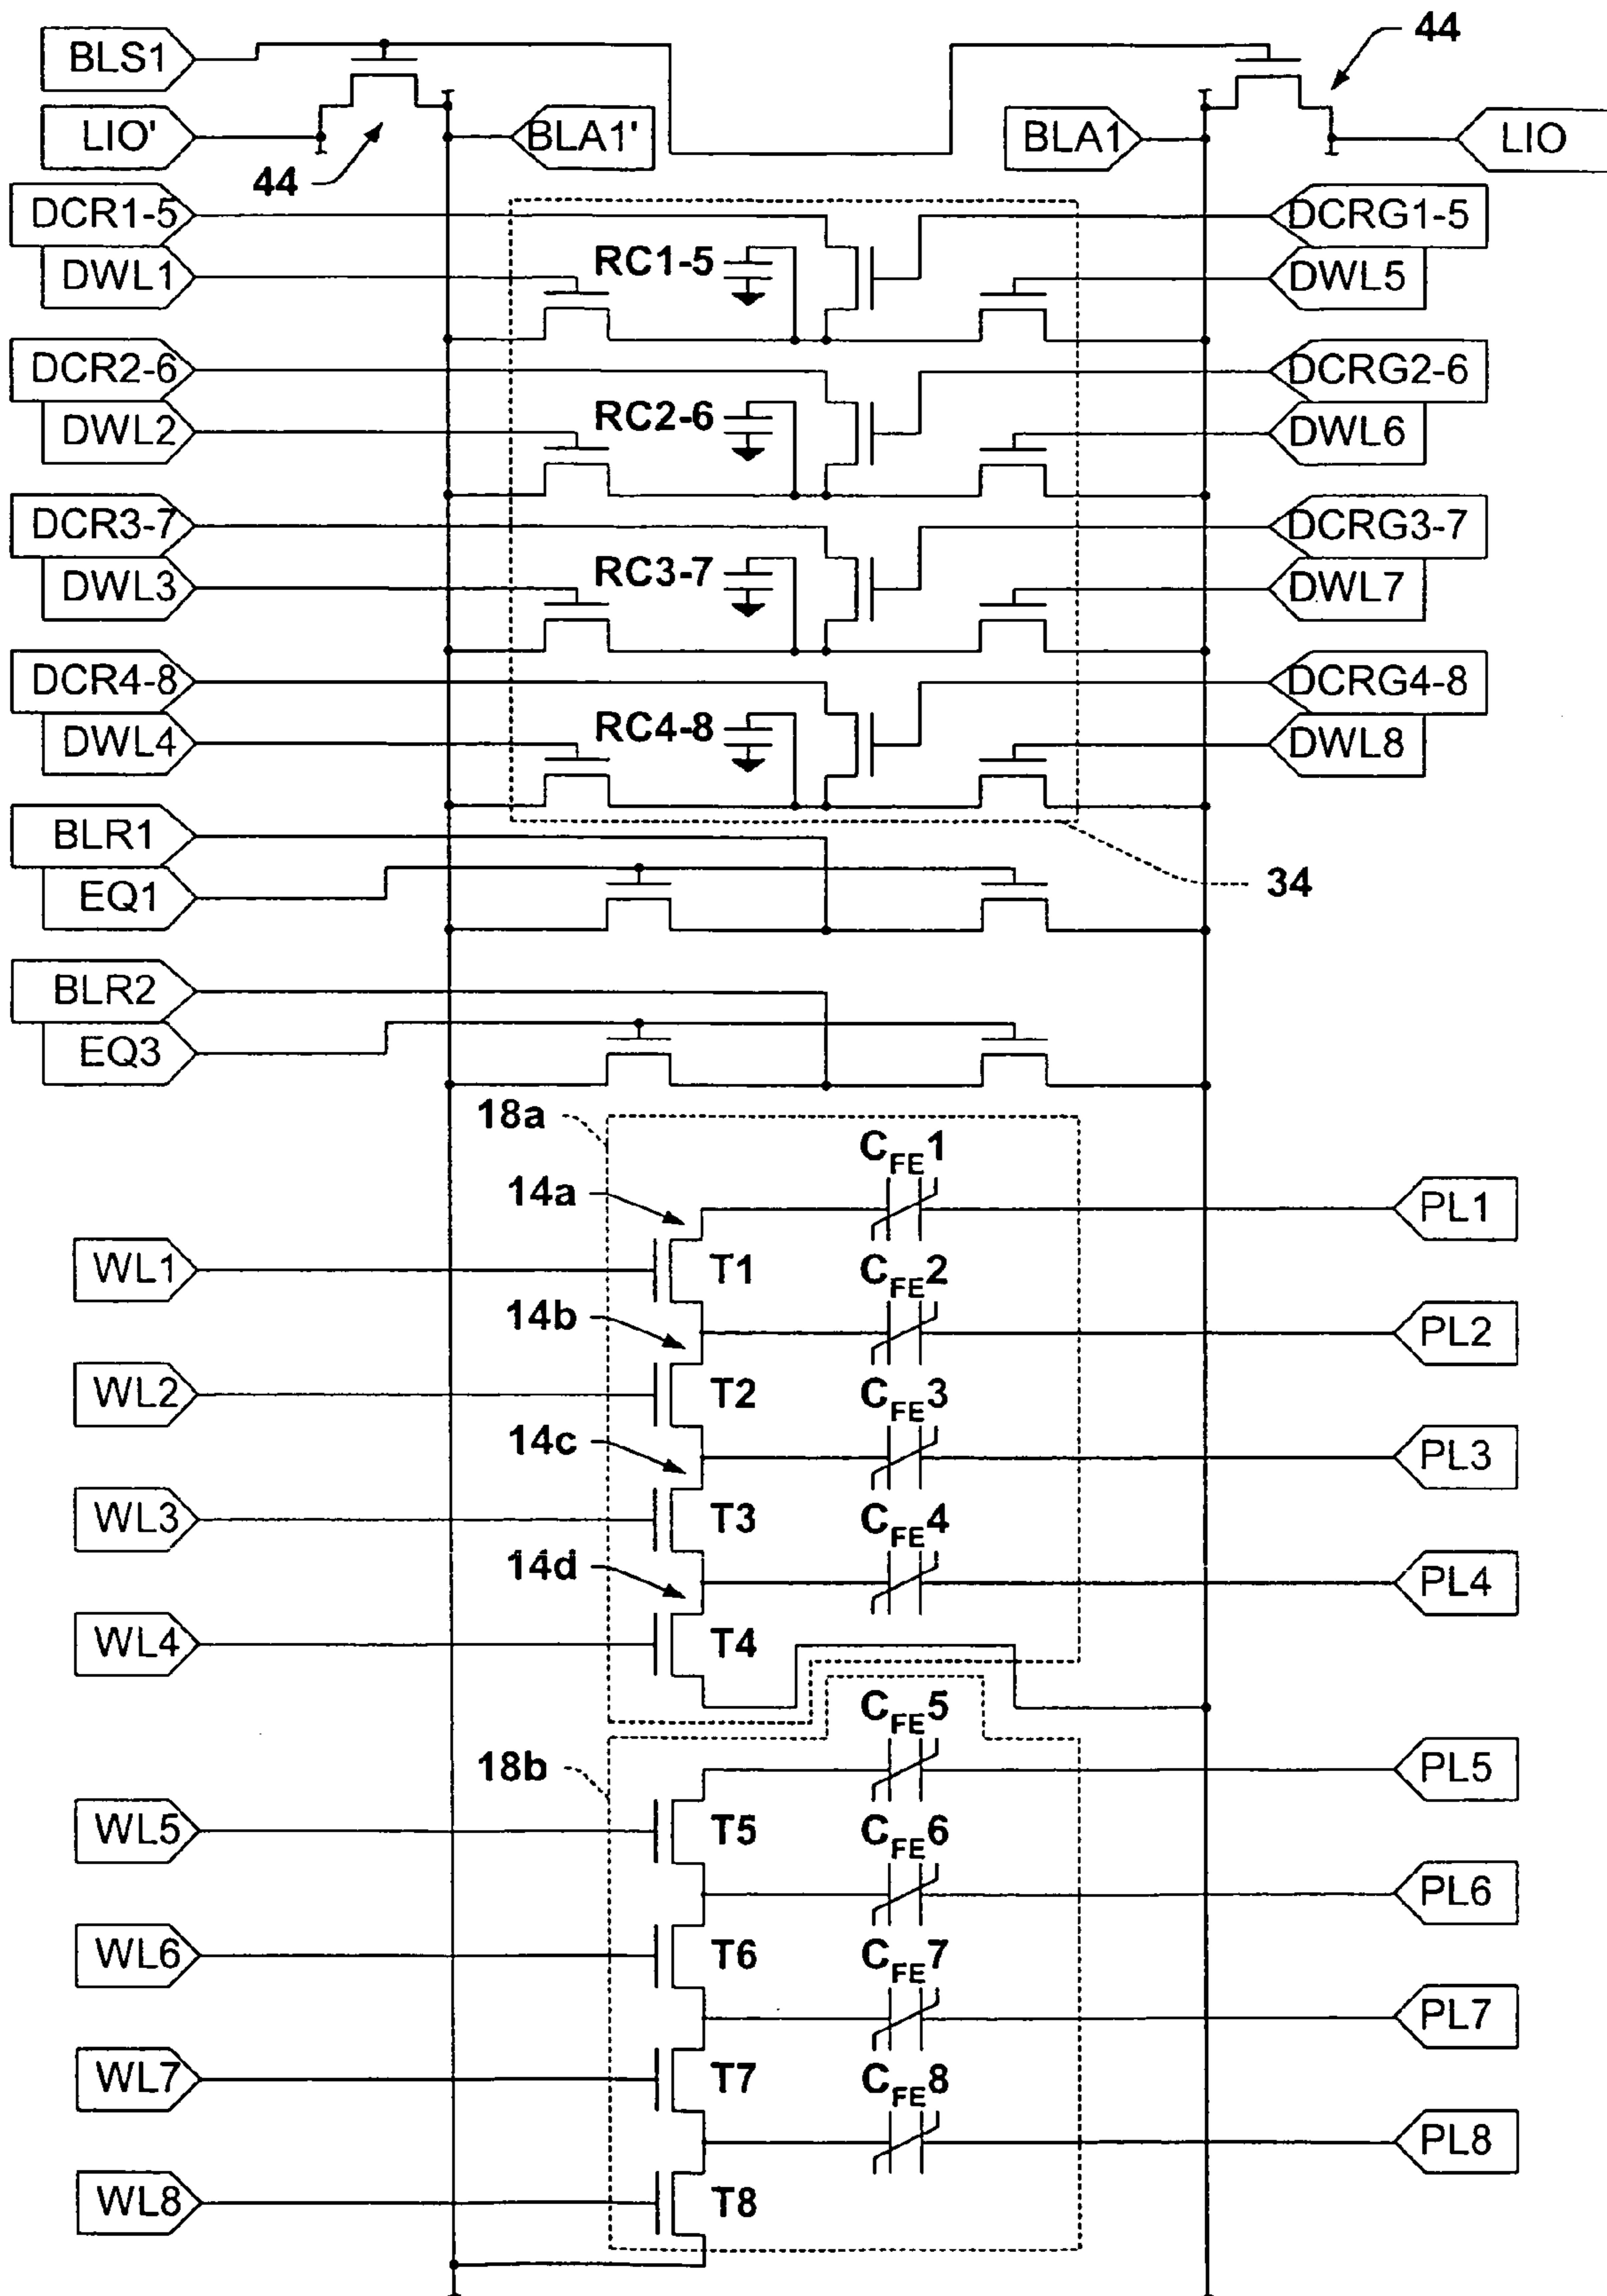 44
BLS1
LIO'
BLA1'
BLA1
LIO
44
DCR1-5
DCRG1-5
DWL1
RC1-5
DWL5
DCR2-6
DCRG2-6
DWL2
RC2-6
DWL6
DCR3-7
DCRG3-7
DWL3
RC3-7
DWL7
DCR4-8
DCRG4-8
DWL4
RC4-8
DWL8
BLR1
EQ1
34
BLR2
EQ3
18a
CFE1
14a
PL1
WL1
T1
CFE2
14b
PL2
WL2
T2
CFE3
14c
PL3
WL3
T3
CFE4
14d
PL4
WL4
T4
CFE5
18b
PL5
WL5
T5
CFE6
PL6
WL6
T6
CFE7
PL7
WL7
T7
CFE8
PL8
WL8
T8